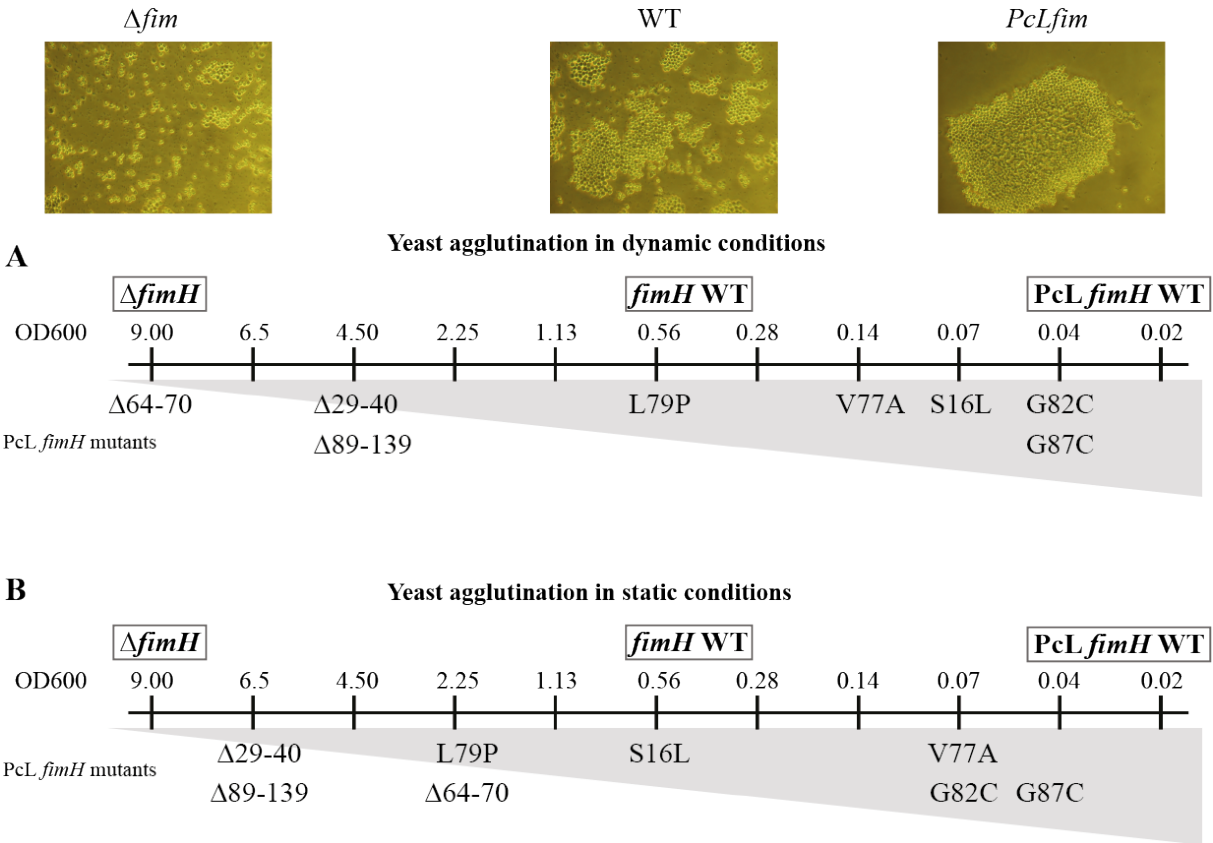 Δfim WT PcLfim
Yeast agglutination in dynamic conditions
A
ΔfimH fimH WT PcL fimH WT
OD600 9.00 6.5 4.50 2.25 1.13 0.56 0.28 0.14 0.07 0.04 0.02
Δ64-70 Δ29-40 L79P V77A S16L G82C
PcL fimH mutants Δ89-139 G87C
B
Yeast agglutination in static conditions
ΔfimH fimH WT PcL fimH WT
OD600 9.00 6.5 4.50 2.25 1.13 0.56 0.28 0.14 0.07 0.04 0.02
Δ29-40 L79P S16L V77A
PcL fimH mutants
Δ89-139 Δ64-70 G82C G87C